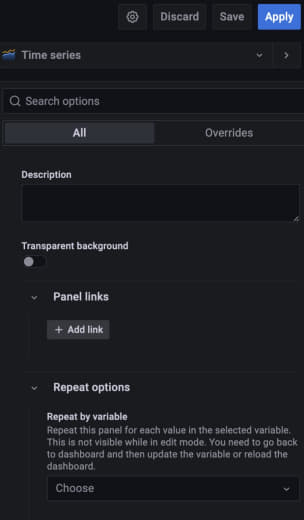 Discard Save Apply
Time series
Search options
All Overrides
Description
Transparent background
Panel links
+ Add link
Repeat options
Repeat by variable
Repeat this panel for each value in the selected variable.
This is not visible while in edit mode. You need to go back
to dashboard and then update the variable or reload the
dashboard.
Choose